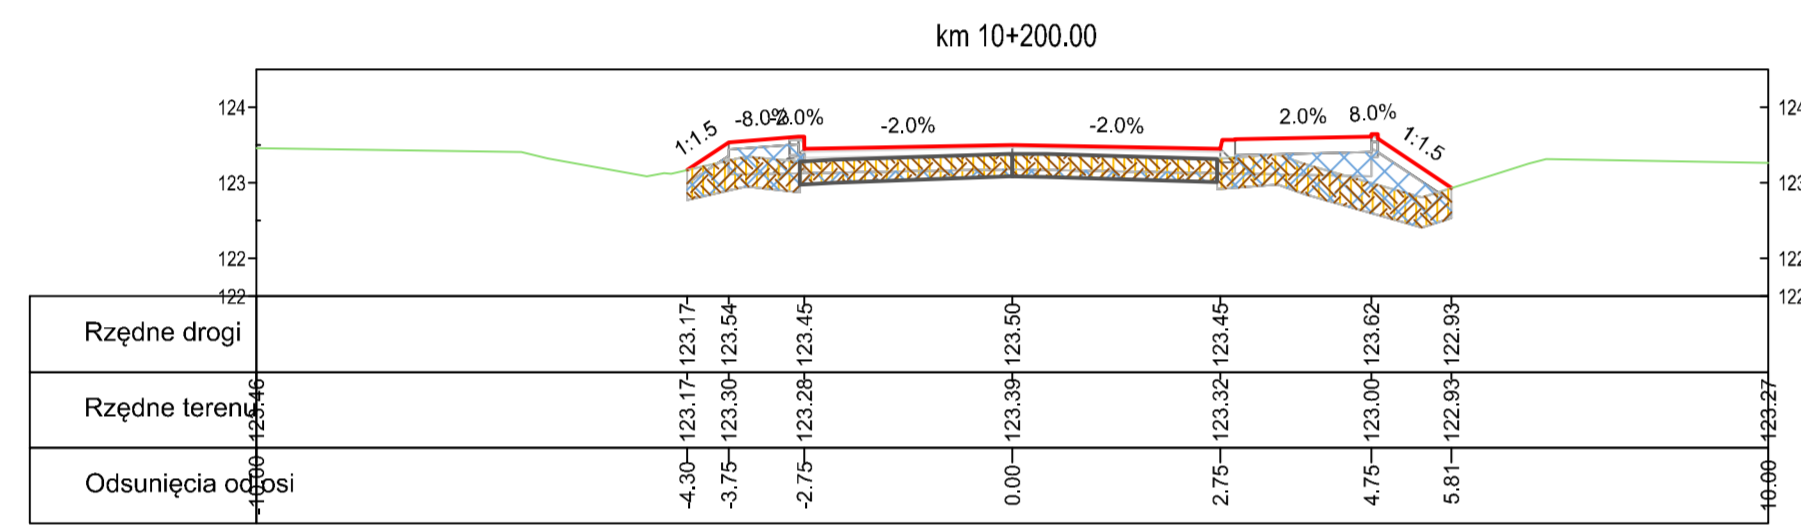 km 10+200.00
124 124
1:1.5 -8.0% -2.0% -2.0% -2.0% 2.0% 8.0% 1:1.5
123 123
122 122
122 122
Rzędne drogi 123.17 123.54 123.45 123.50 123.45 123.62 122.93
Rzędne terenu 123.46 123.17 123.30 123.28 123.39 123.32 123.00 122.93 123.27
Odsunięcia od osi -10.00 -4.30 -3.75 -2.75 0.00 2.75 4.75 5.81 10.00